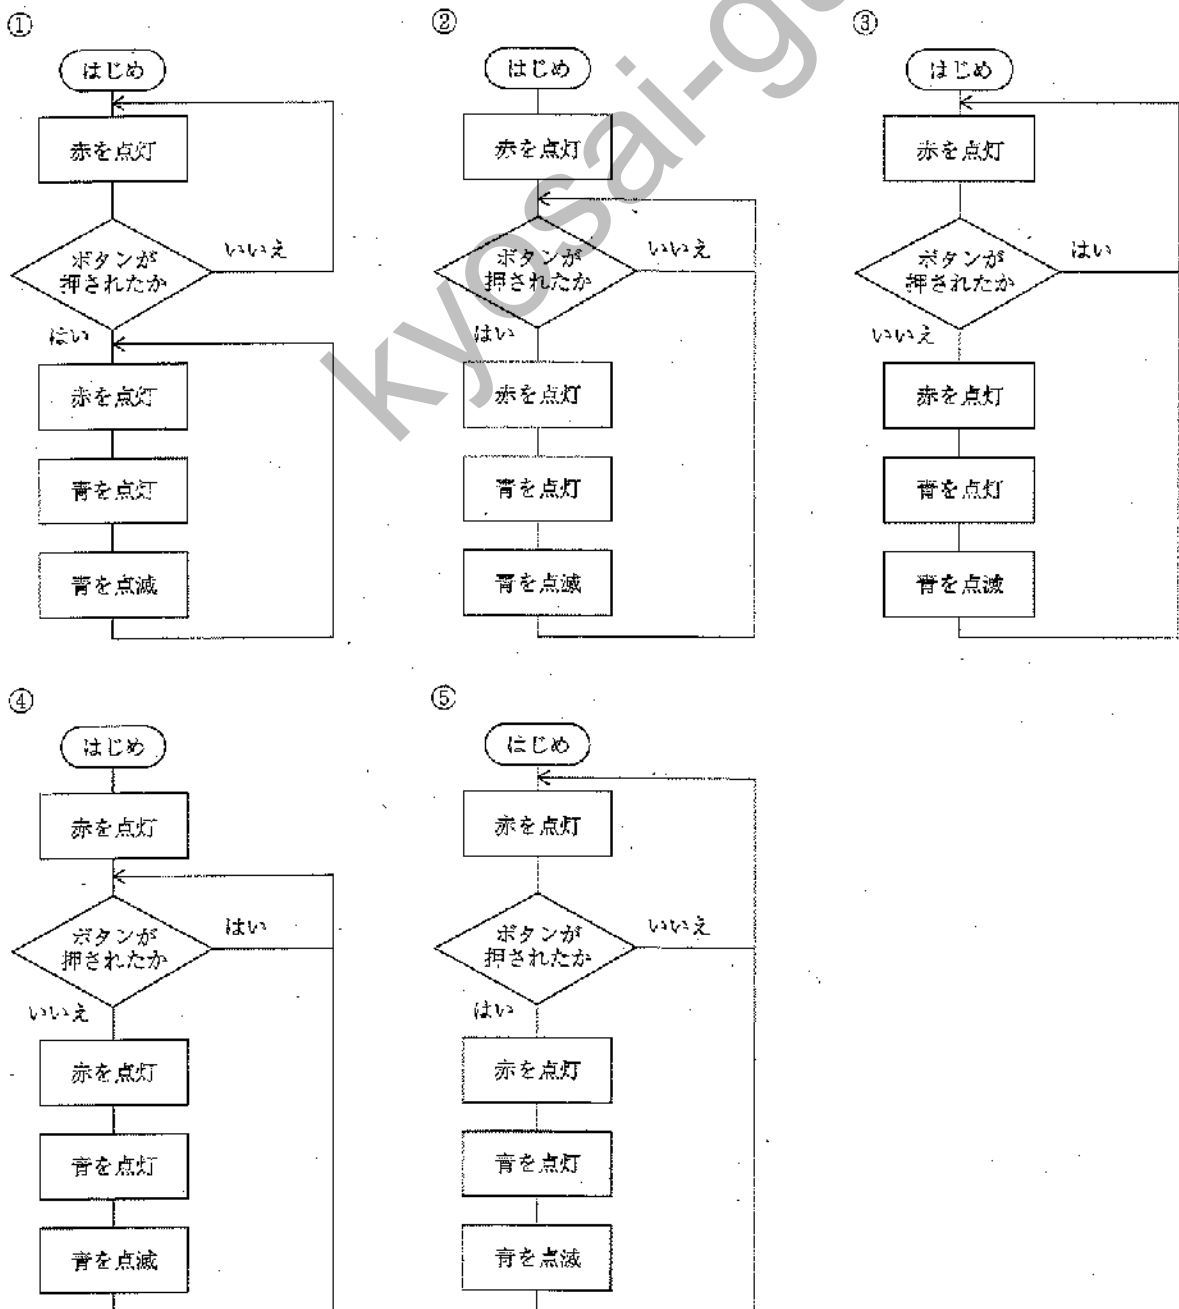 ①
はじめ
赤を点灯
ボタンが
押されたか
いいえ
はい
赤を点灯
青を点灯
青を点滅
②
はじめ
赤を点灯
ボタンが
押されたか
いいえ
はい
赤を点灯
青を点灯
青を点滅
③
はじめ
赤を点灯
ボタンが
押されたか
はい
いいえ
赤を点灯
青を点灯
青を点滅
④
はじめ
赤を点灯
ボタンが
押されたか
はい
いいえ
赤を点灯
青を点灯
青を点滅
⑤
はじめ
赤を点灯
ボタンが
押されたか
いいえ
はい
赤を点灯
青を点灯
青を点滅
kyosai-g